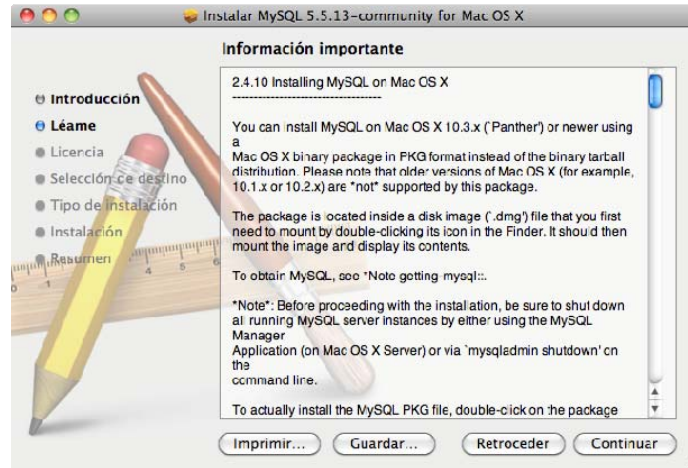 Instalar MySQL 5.5.13-community for Mac OS X
Información importante
Introducción
Léame
Licencia
Selección de destino
Tipo de instalación
Instalación
Resumen
2.4.10 Installing MySQL on Mac OS X
-----------------------------------
You can install MySQL on Mac OS X 10.3.x (`Panther') or newer using
a
Mac OS X binary package in PKG format instead of the binary tarball
distribution. Please note that older versions of Mac OS X (for example,
10.1.x or 10.2.x) are *not* supported by this package.
The package is located inside a disk image (`.dmg') file that you first
need to mount by double-clicking its icon in the Finder. It should then
mount the image and display its contents.
To obtain MySQL, see *Note getting-mysql::.
*Note*: Before proceeding with the installation, be sure to shut down
all running MySQL server instances by either using the MySQL
Manager
Application (on Mac OS X Server) or via `mysqladmin shutdown' on
the
command line.
To actually install the MySQL PKG file, double-click on the package
0 1 4 5 6
Imprimir... Guardar... Retroceder Continuar